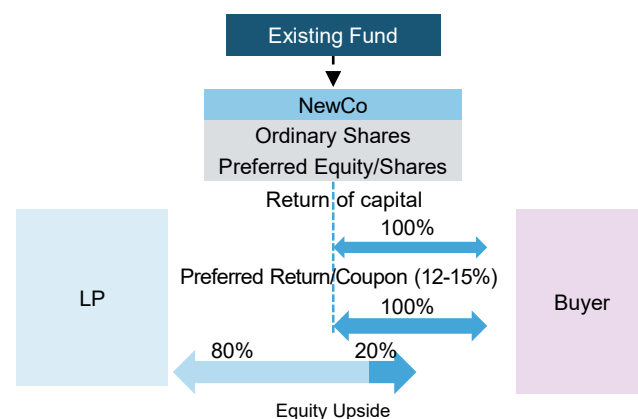 Existing Fund
NewCo
Ordinary Shares
Preferred Equity/Shares
Return of capital
100%
LP
Preferred Return/Coupon (12-15%)
Buyer
100%
80%
20%
Equity Upside